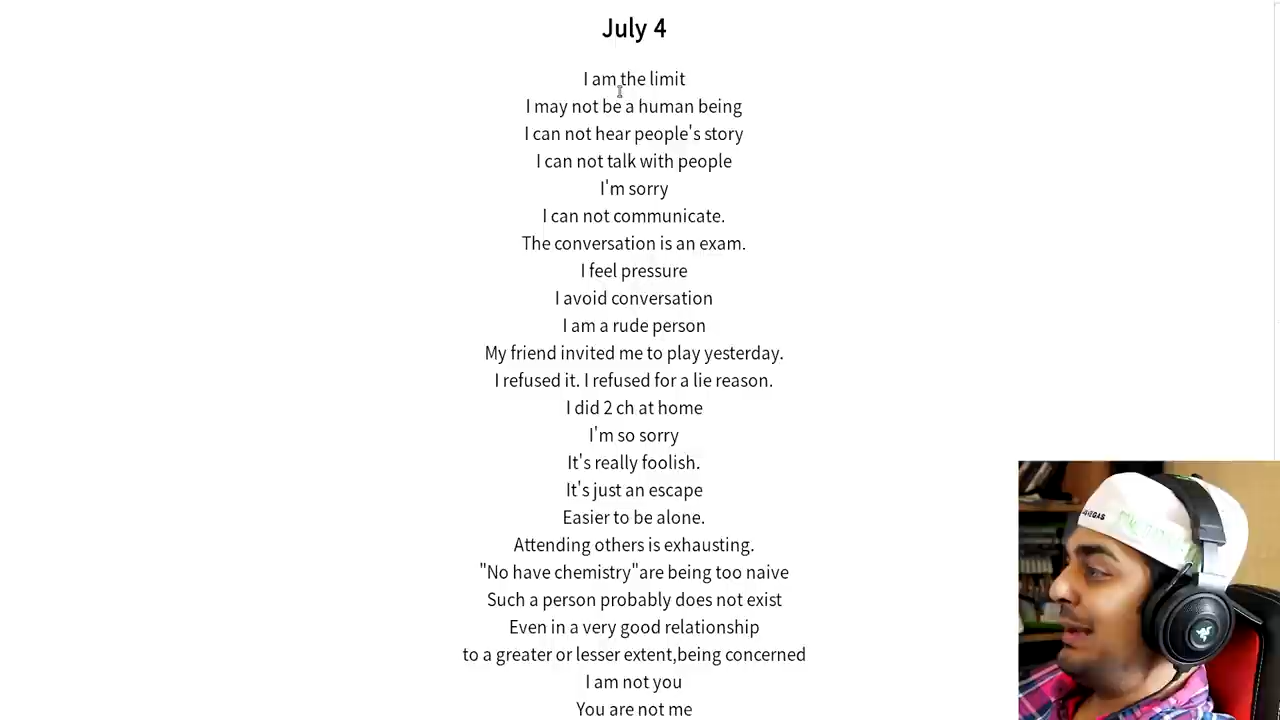 July 4
I am the limit
I may not be a human being
I can not hear people's story
I can not talk with people
I'm sorry
I can not communicate.
The conversation is an exam.
I feel pressure
I avoid conversation
I am a rude person
My friend invited me to play yesterday.
I refused it. I refused for a lie reason.
I did 2 ch at home
I'm so sorry
It's really foolish.
It's just an escape
Easier to be alone.
Attending others is exhausting.
"No have chemistry"are being too naive
Such a person probably does not exist
Even in a very good relationship
to a greater or lesser extent,being concerned
I am not you
You are not me